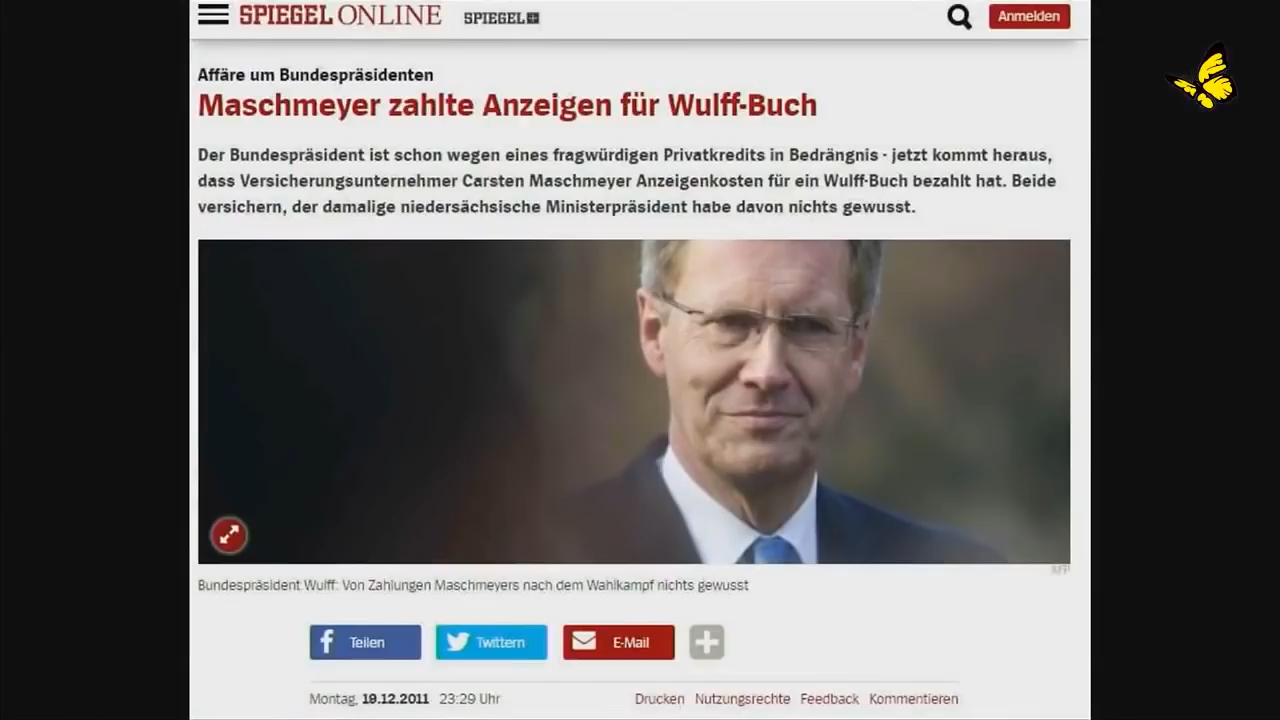 SPIEGEL ONLINE SPIEGEL+ Anmelden
Affäre um Bundespräsidenten
Maschmeyer zahlte Anzeigen für Wulff-Buch
Der Bundespräsident ist schon wegen eines fragwürdigen Privatkredits in Bedrängnis - jetzt kommt heraus,
dass Versicherungsunternehmer Carsten Maschmeyer Anzeigenkosten für ein Wulff-Buch bezahlt hat. Beide
versichern, der damalige niedersächsische Ministerpräsident habe davon nichts gewusst.
AFP
Bundespräsident Wulff: Von Zahlungen Maschmeyers nach dem Wahlkampf nichts gewusst
Teilen Twittern E-Mail
Montag, 19.12.2011 23:29 Uhr Drucken Nutzungsrechte Feedback Kommentieren